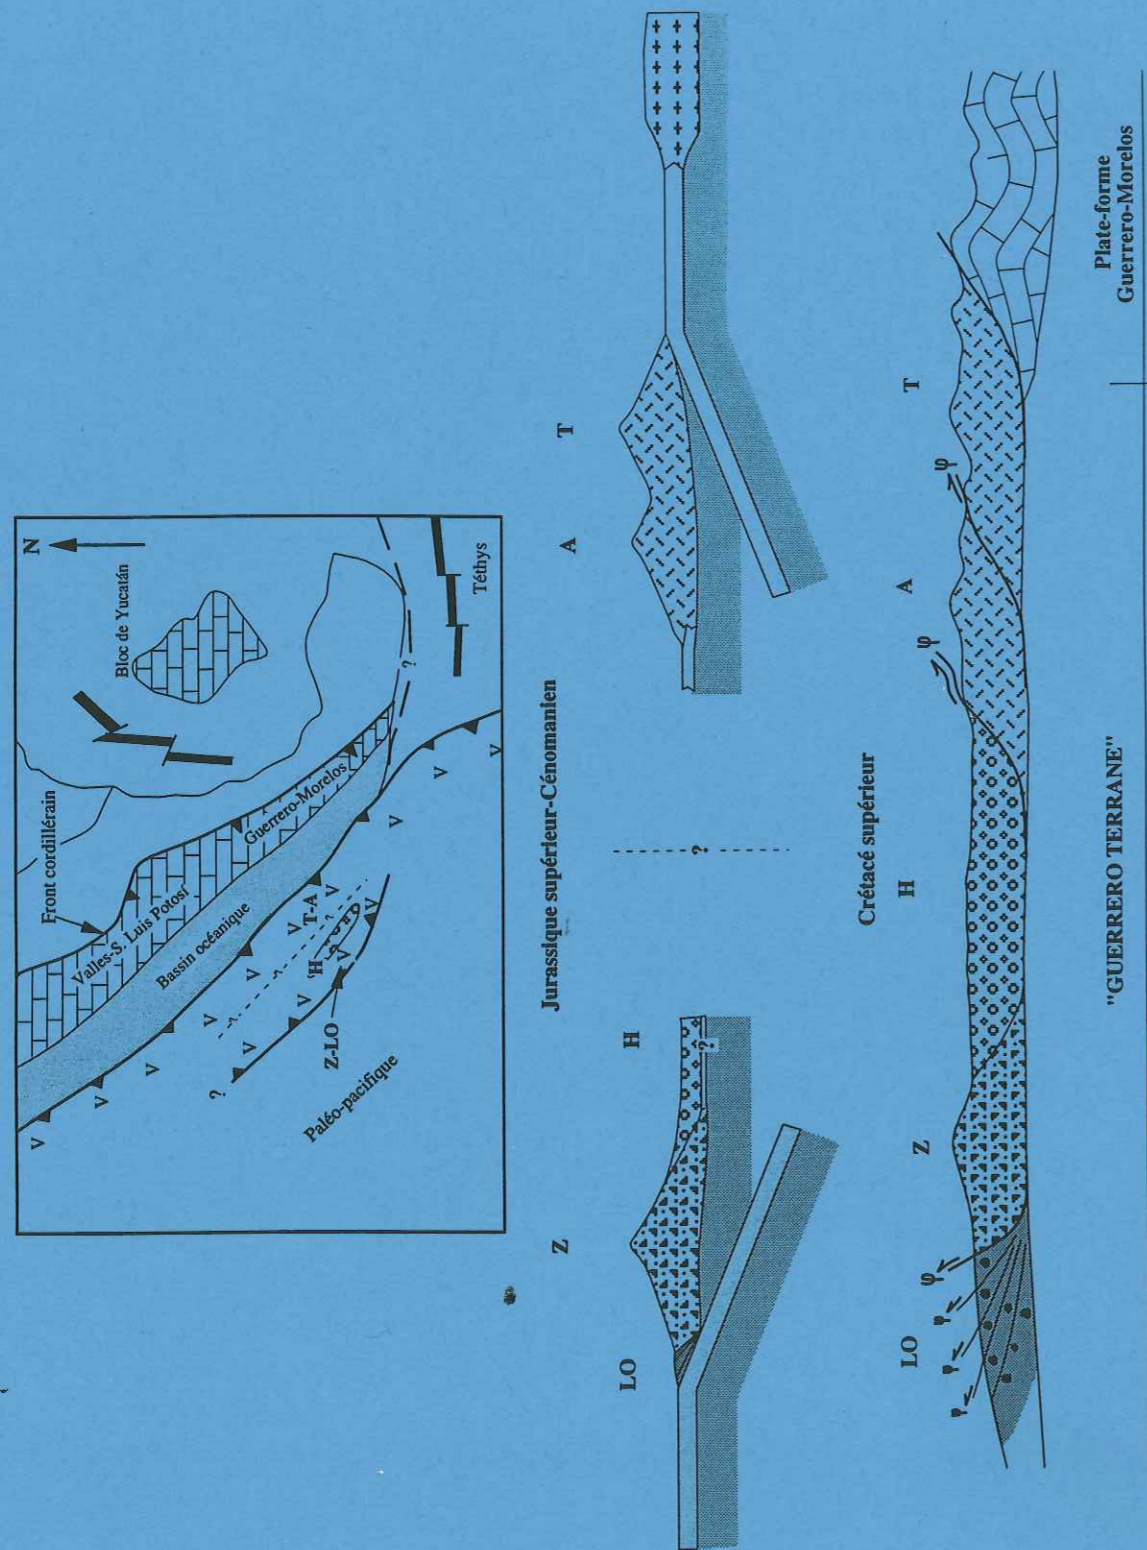 N
Front cordillérain
Bloc de Yucatán
Valles-S. Luis Potosí
Guerrero-Morelos
Bassin océanique
Téthys
?
V V V V V V V V V V V V V
T-A
H
Z-LO
?
Paléo-pacifique
Jurassique supérieur-Cénomanien
LO Z H A T
?
?
Crétacé supérieur
LO Z H A T
φ φ φ φ φ φ
"GUERRERO TERRANE"
Plate-forme
Guerrero-Morelos